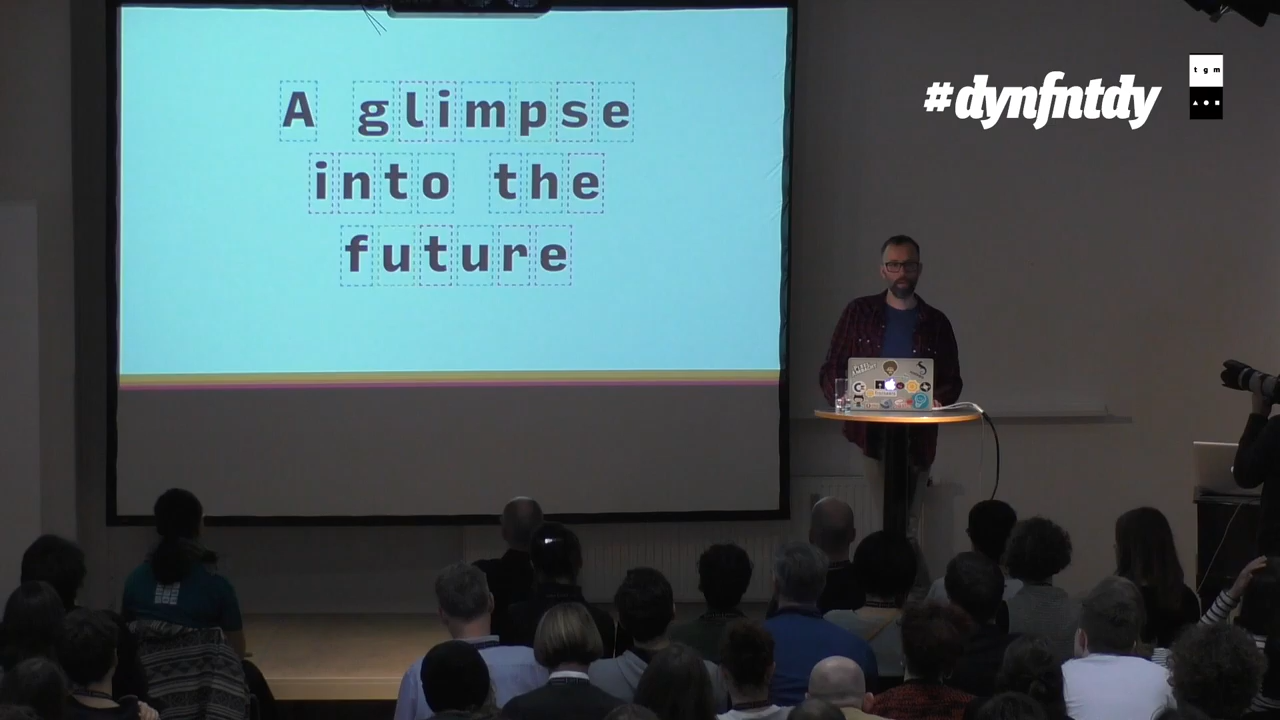 A glimpse
into the
future
#dynfntdy
tgm